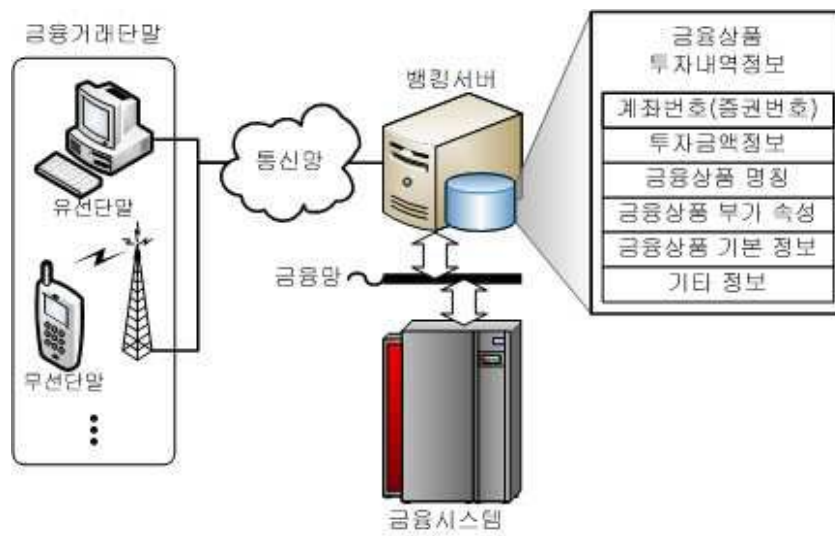 금융거래단말
유선단말
무선단말
통신망
뱅킹서버
금융망
금융시스템
금융상품
투자내역정보
계좌번호(증권번호)
투자금액정보
금융상품 명칭
금융상품 부가 속성
금융상품 기본 정보
기타 정보